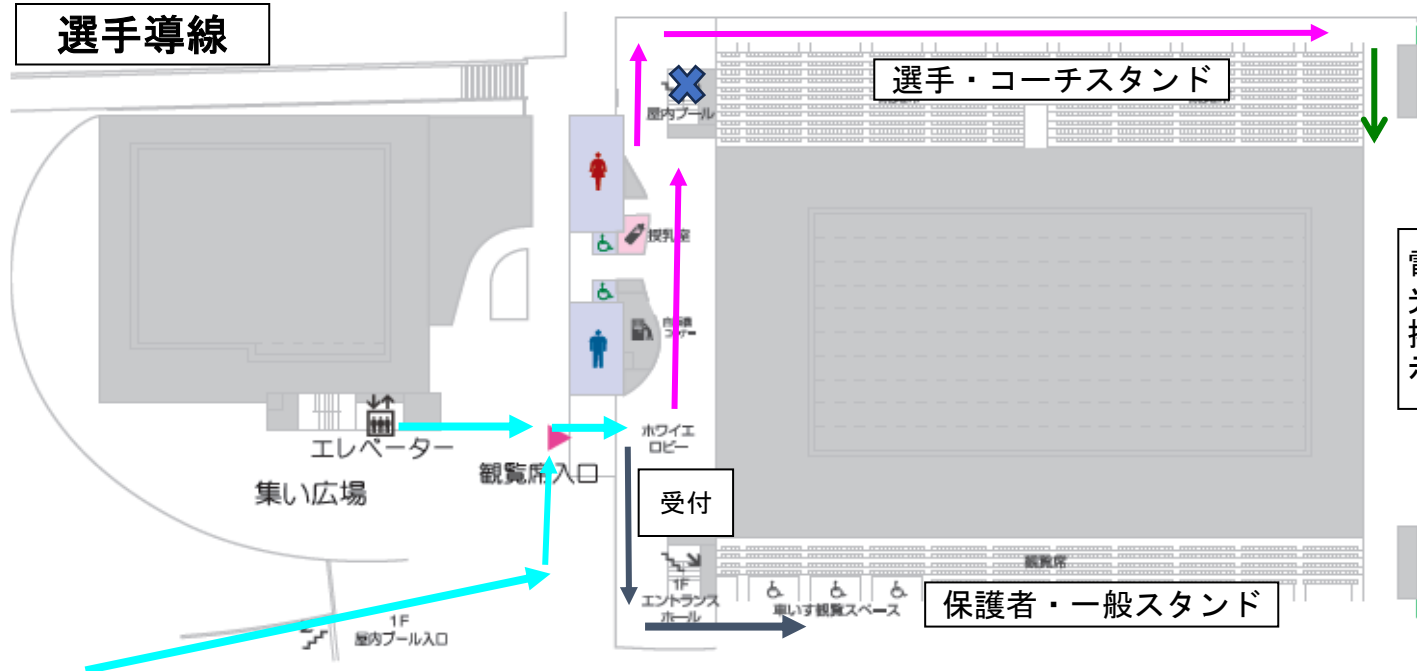 選手導線
選手・コーチスタンド
屋内プール
授乳室
エレベーター
ホワイエ
ロビー
観覧席入口
集い広場
受付
観覧席
1F
エントランス
ホール
車いす観覧スペース
保護者・一般スタンド
1F
屋内プール入口